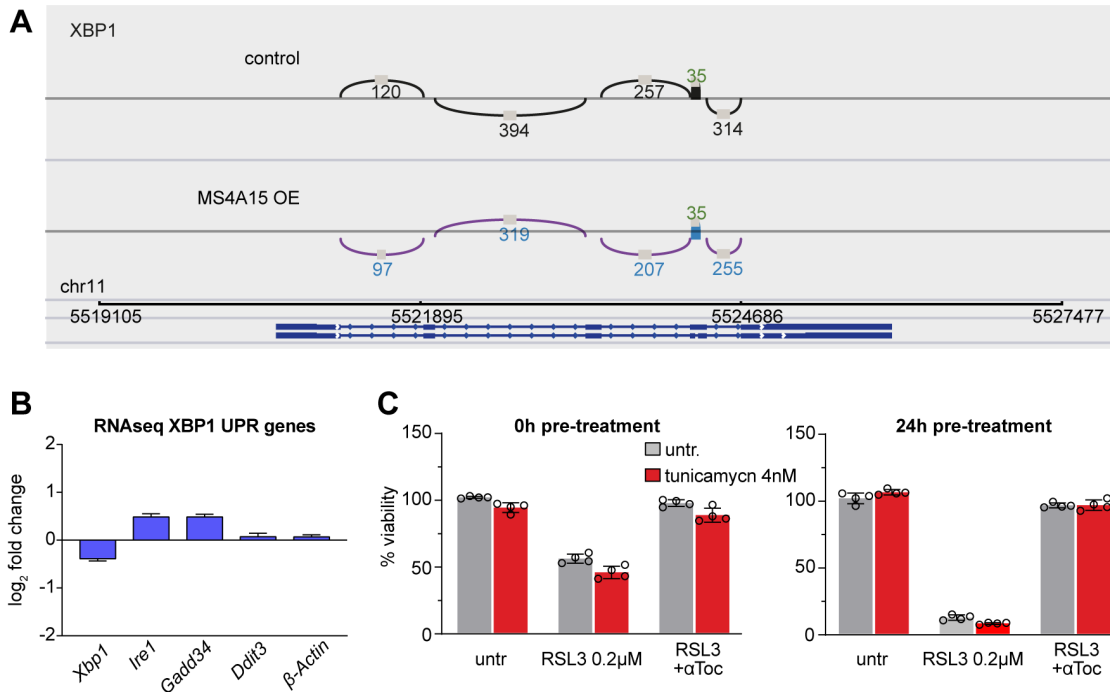 A
XBP1
control
35
120
257
394
314
MS4A15 OE
35
319
97
207
255
chr11
5519105
5521895
5524686
5527477
B
RNAseq XBP1 UPR genes
log2 fold change
2
1
0
-1
-2
Xbp1
Ire1
Gadd34
Ddit3
β-Actin
C
0h pre-treatment
% viability
150
100
50
0
untr.
tunicamycn 4nM
untr
RSL3 0.2µM
RSL3
+αToc
24h pre-treatment
150
100
50
0
untr
RSL3 0.2µM
RSL3
+αToc